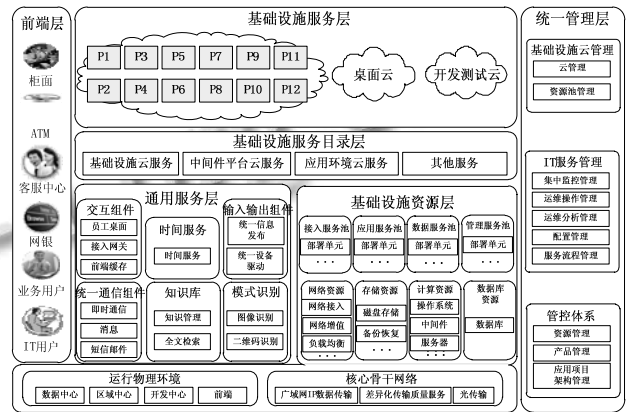 前端层
柜面
ATM
客服中心
网银
业务用户
IT用户
基础设施服务层
P1 P3 P5 P7 P9 P11
P2 P4 P6 P8 P10 P12
桌面云
开发测试云
基础设施服务目录层
基础设施云服务 中间件平台云服务 应用环境云服务 其他服务
通用服务层
交互组件
员工桌面
接入网关
前端缓存
时间服务
时间服务
输入输出组件
统一信息
发布
统一设备
驱动
统一通信组件
即时通信
消息
短信邮件
知识库
知识管理
全文检索
模式识别
图像识别
二维码识别
基础设施资源层
接入服务池
部署单元
...
应用服务池
部署单元
...
数据服务池
部署单元
...
管理服务池
部署单元
...
网络资源
网络接入
网络增值
负载均衡
...
存储资源
磁盘存储
备份恢复
...
计算资源
操作系统
中间件
服务器
...
数据库
资源
数据库
运行物理环境
数据中心 区域中心 开发中心 前端
核心骨干网络
广域网IP数据传输 差异化传输质量服务 光传输
统一管理层
基础设施云管理
云管理
资源池管理
IT服务管理
集中监控管理
运维操作管理
运维分析管理
配置管理
服务流程管理
管控体系
资源管理
产品管理
应用项目
架构管理